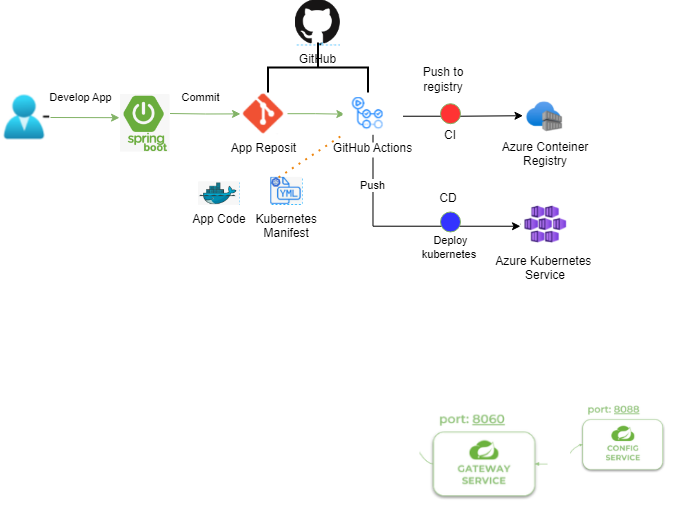 GitHub
Develop App
spring
boot
Commit
App Reposit
GitHub Actions
Push to
registry
CI
Azure Conteiner
Registry
App Code
YML
Kubernetes
Manifest
Push
CD
Deploy
kubernetes
Azure Kubernetes
Service
port: 8060
GATEWAY
SERVICE
port: 8088
CONFIG
SERVICE